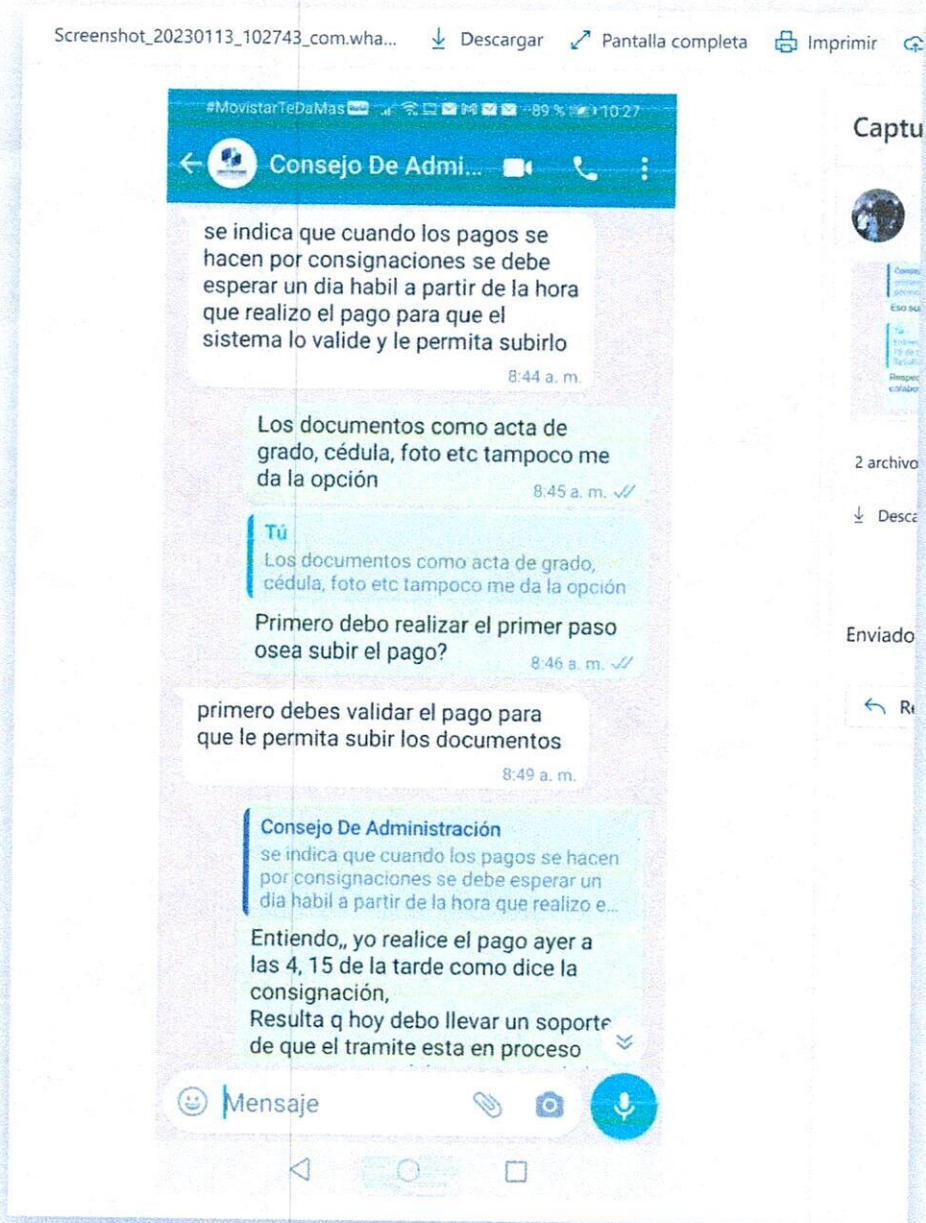 Screenshot_20230113_102743_com.wha... Descargar Pantalla completa Imprimir
#MovistarTeDaMas 89 % 10:27
Consejo De Admi...
se indica que cuando los pagos se
hacen por consignaciones se debe
esperar un dia habil a partir de la hora
que realizo el pago para que el
sistema lo valide y le permita subirlo
8:44 a. m.
Los documentos como acta de
grado, cédula, foto etc tampoco me
da la opción
8:45 a. m.
Tú
Los documentos como acta de grado,
cédula, foto etc tampoco me da la opción
Primero debo realizar el primer paso
osea subir el pago?
8:46 a. m.
primero debes validar el pago para
que le permita subir los documentos
8:49 a. m.
Consejo De Administración
se indica que cuando los pagos se hacen
por consignaciones se debe esperar un
dia habil a partir de la hora que realizo e...
Entiendo,, yo realice el pago ayer a
las 4, 15 de la tarde como dice la
consignación,
Resulta q hoy debo llevar un soporte
de que el tramite esta en proceso
Mensaje
Captu
2 archivo
Desca
Enviado